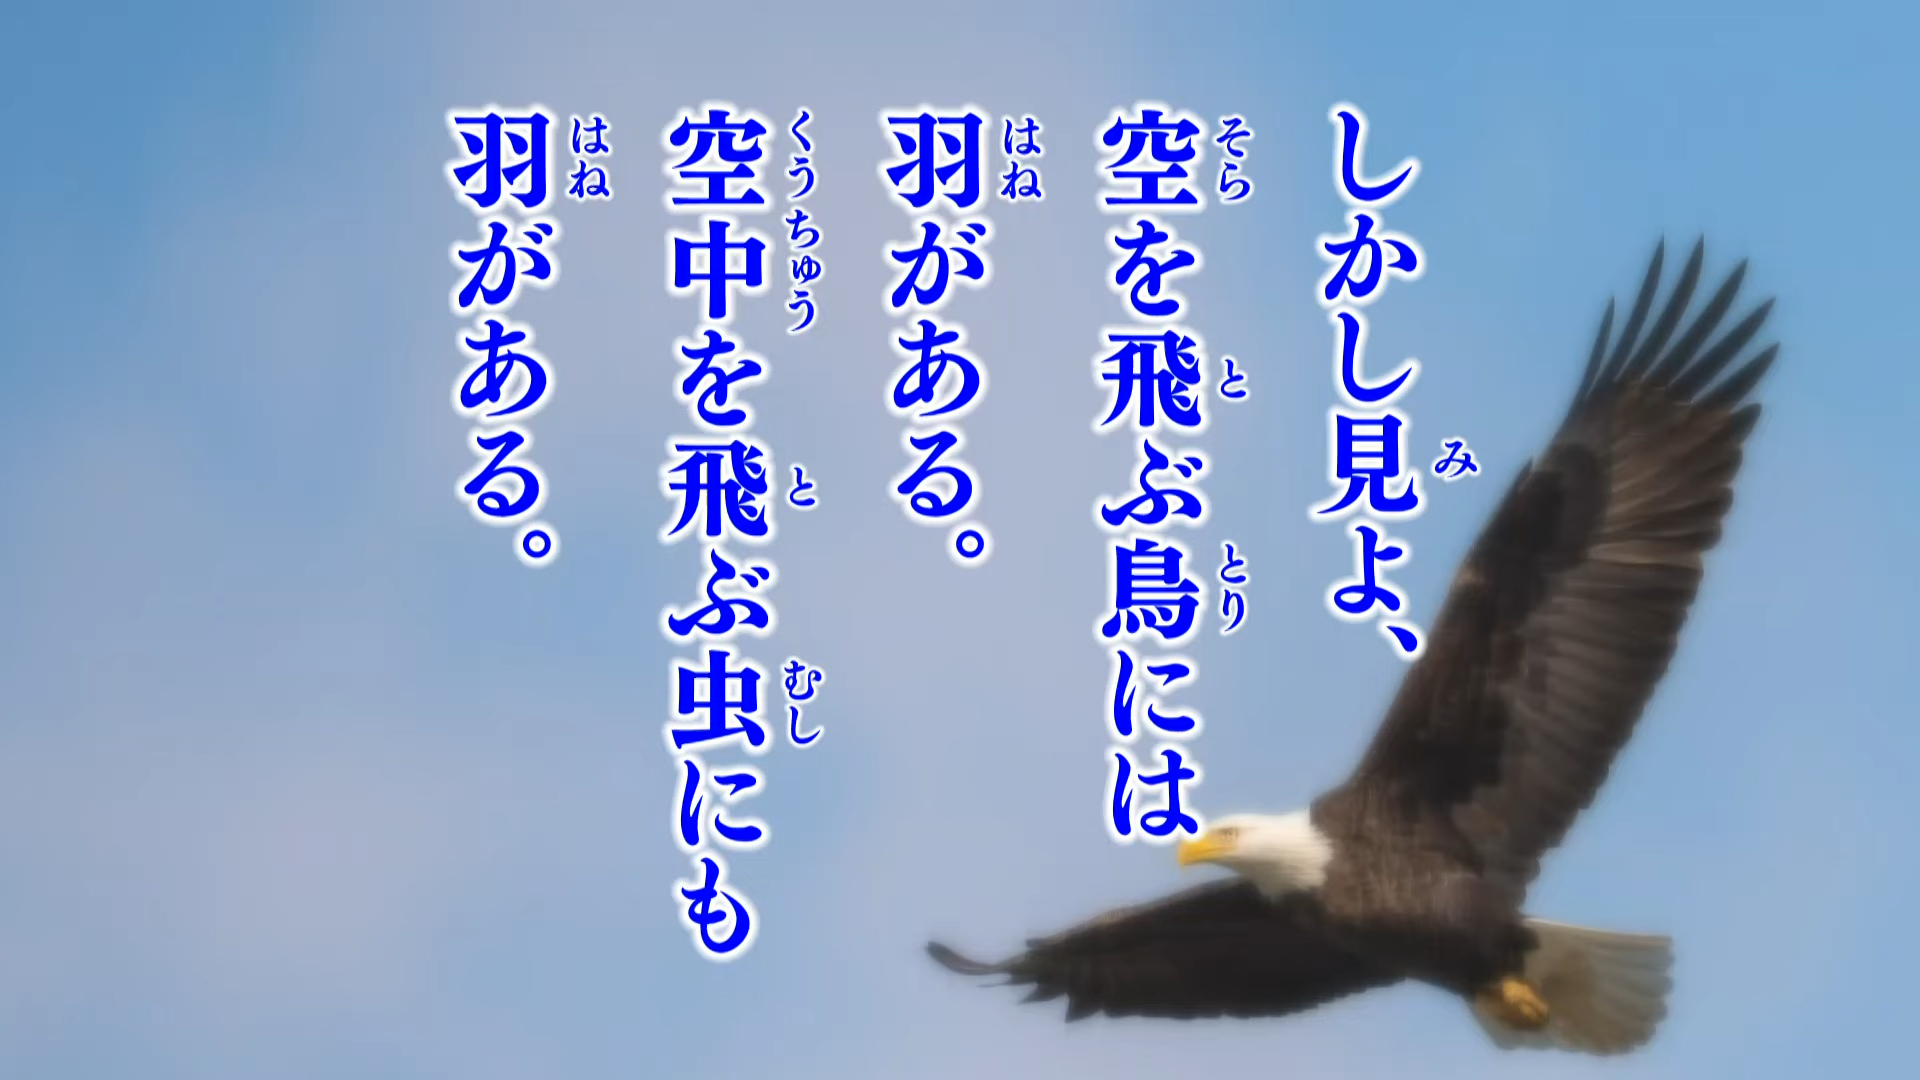 しかし見よ、
空を飛ぶ鳥には
羽がある。
空中を飛ぶ虫にも
羽がある。